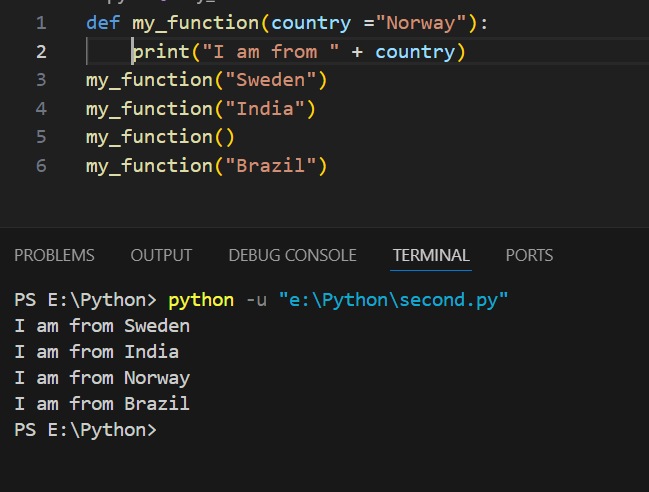 1 def my_function(country ="Norway"):
2     print("I am from " + country)
3 my_function("Sweden")
4 my_function("India")
5 my_function()
6 my_function("Brazil")
PROBLEMS OUTPUT DEBUG CONSOLE TERMINAL PORTS
PS E:\Python> python -u "e:\Python\second.py"
I am from Sweden
I am from India
I am from Norway
I am from Brazil
PS E:\Python>